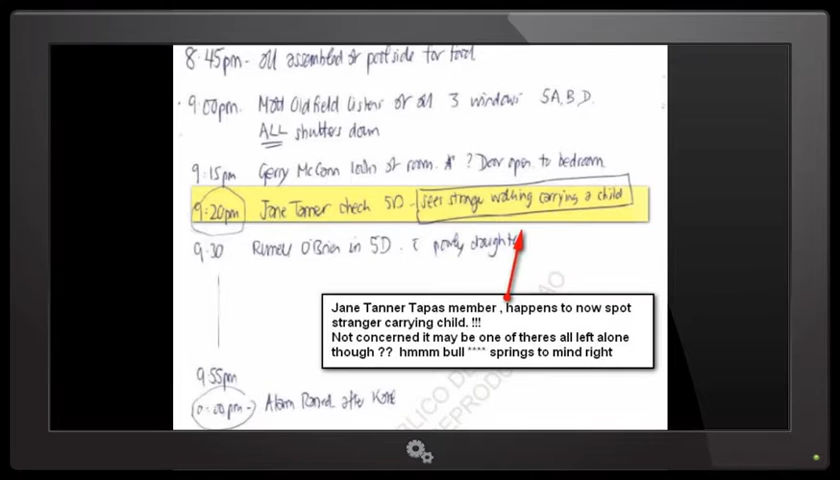 8:45pm - all assembled at poolside for food
9:00pm. Matt Oldfield listens at all 3 windows 5A,B,D.
ALL shutters down
9:15pm Gerry McCann looks at room A ? Door open to bedroom
9:20pm Jane Tanner check 5D - sees stranger walking carrying a child
9:30 Russell O'Brien in 5D. poorly daughter
Jane Tanner Tapas member , happens to now spot
stranger carrying child. !!!
Not concerned it may be one of theres all left alone
though ?? hmmm bull **** springs to mind right
9:55pm
:00pm - Alarm Raised after Kate